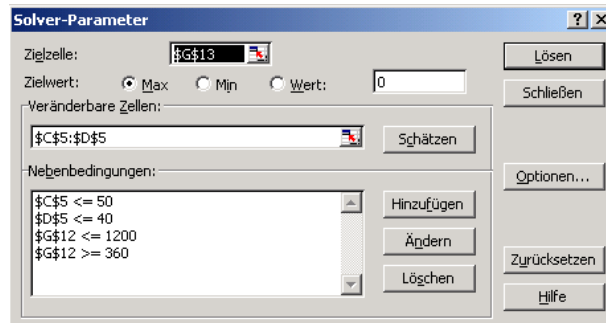 Solver-Parameter ? X
Zielzelle: $G$13 Lösen
Zielwert: Max Min Wert: 0 Schließen
Veränderbare Zellen:
$C$5:$D$5 Schätzen
Nebenbedingungen: Optionen...
$C$5 <= 50 Hinzufügen
$D$5 <= 40
$G$12 <= 1200 Ändern
$G$12 >= 360 Zurücksetzen
Löschen
Hilfe